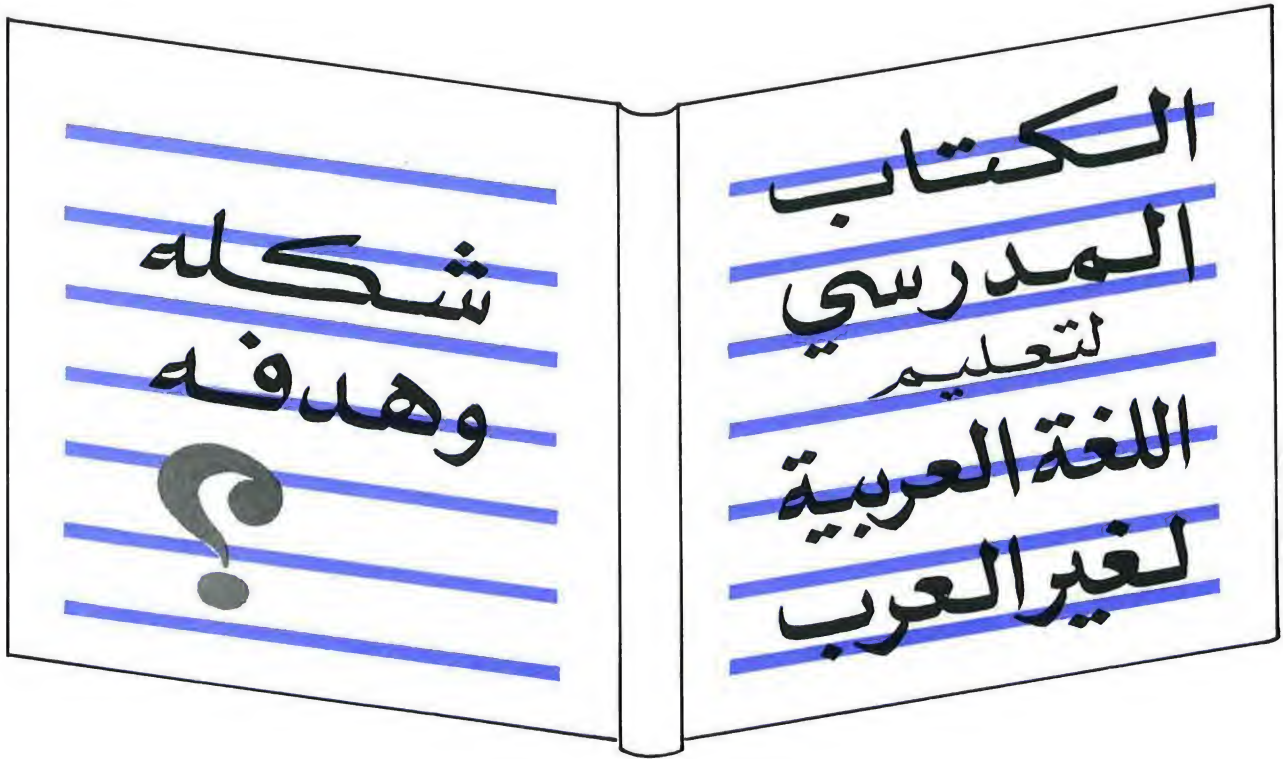 الكتاب
المدرسي
لتعليم
اللغة العربية
لغير العرب
شكله
وهدفه
؟